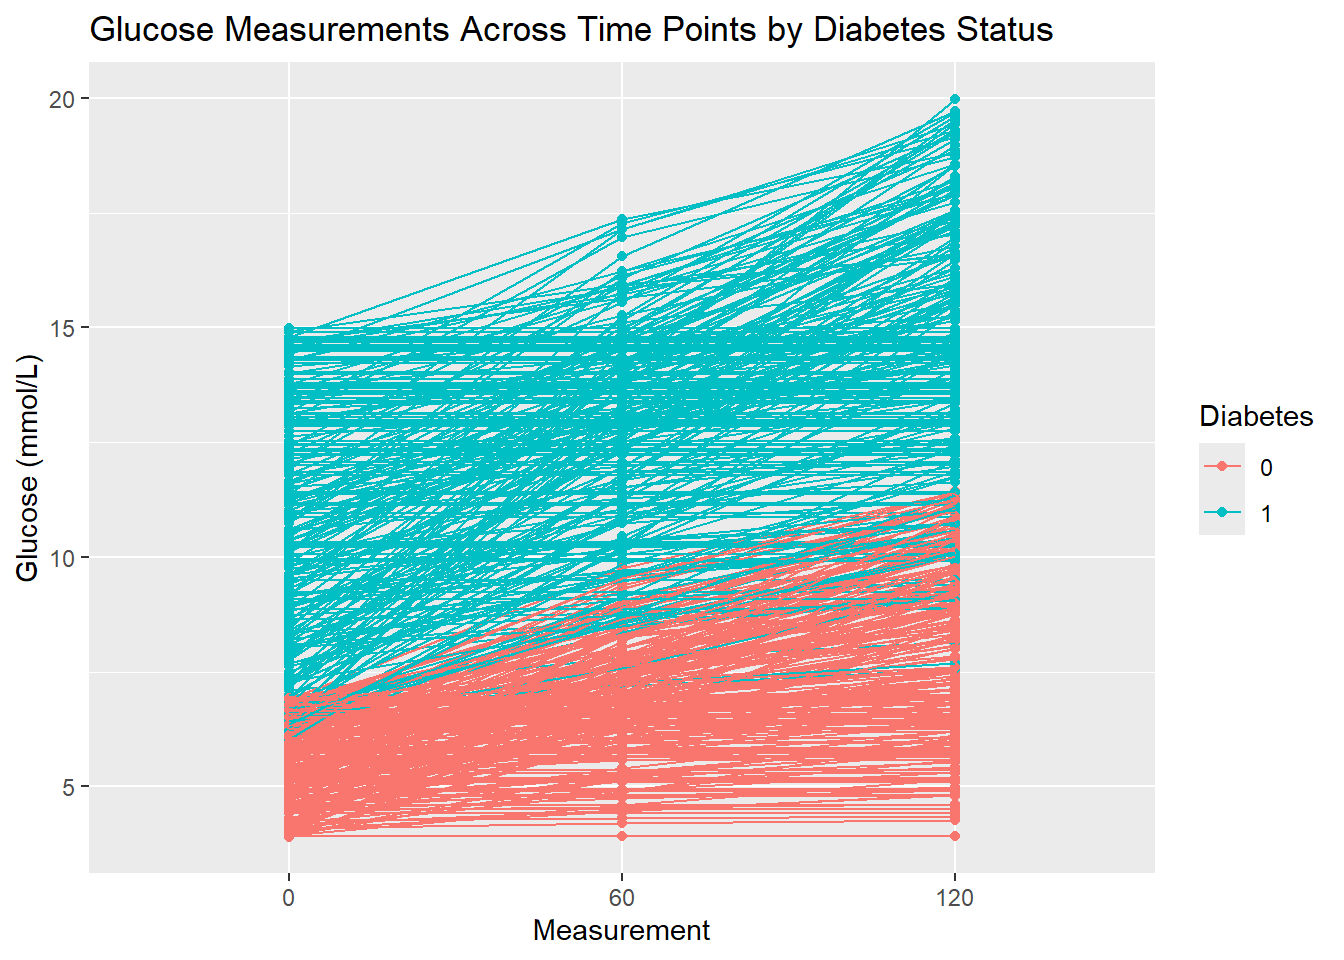 Glucose Measurements Across Time Points by Diabetes Status
20
15
10
5
Glucose (mmol/L)
0
60
120
Measurement
Diabetes
0
1